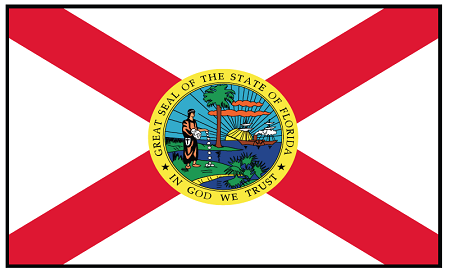 GREAT SEAL OF THE STATE OF FLORIDA
★ IN GOD WE TRUST ★